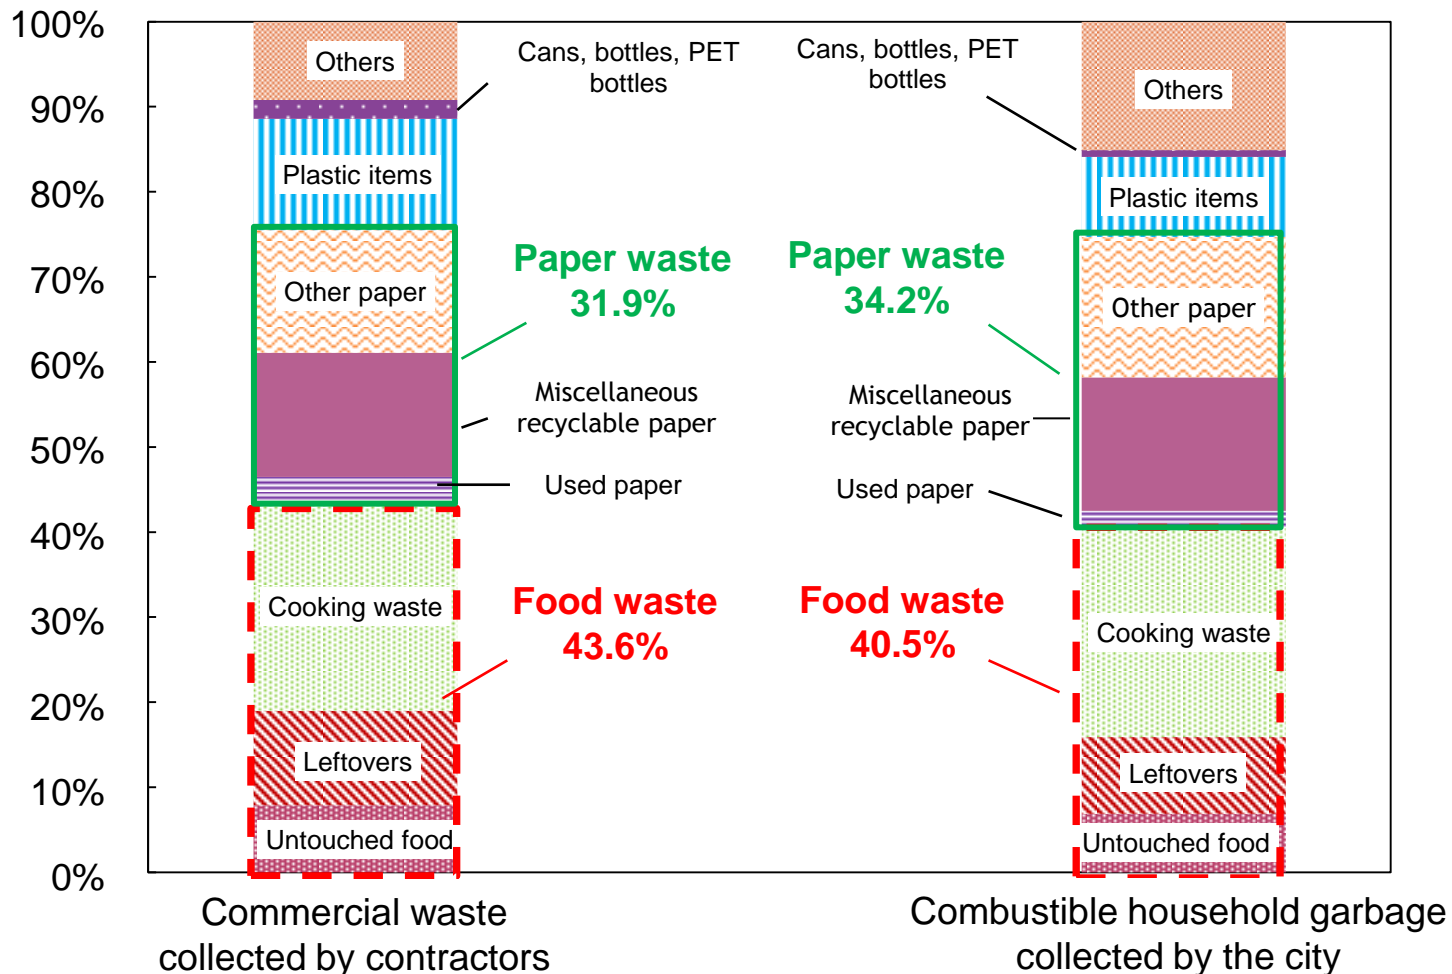 100%
90%
80%
70%
60%
50%
40%
30%
20%
10%
0%
Others
Cans, bottles, PET
bottles
Plastic items
Other paper
Paper waste
31.9%
Miscellaneous
recyclable paper
Used paper
Cooking waste
Food waste
43.6%
Leftovers
Untouched food
Commercial waste
collected by contractors
Cans, bottles, PET
bottles
Others
Plastic items
Paper waste
34.2%
Other paper
Miscellaneous
recyclable paper
Used paper
Food waste
40.5%
Cooking waste
Leftovers
Untouched food
Combustible household garbage
collected by the city